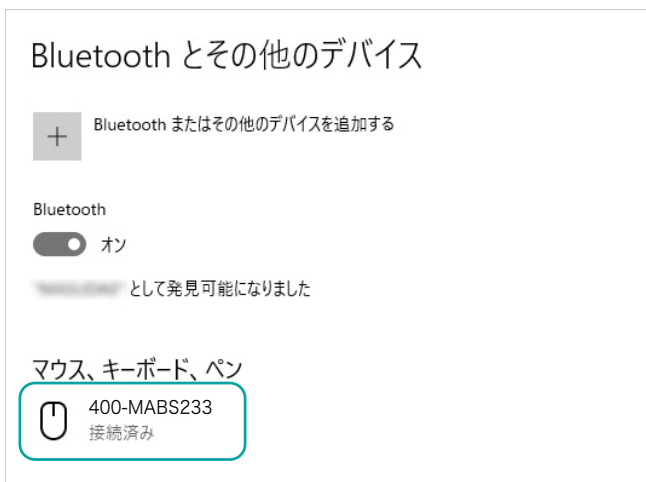 Bluetooth とその他のデバイス
Bluetooth またはその他のデバイスを追加する
Bluetooth
オン
として発見可能になりました
マウス、キーボード、ペン
400-MABS233
接続済み